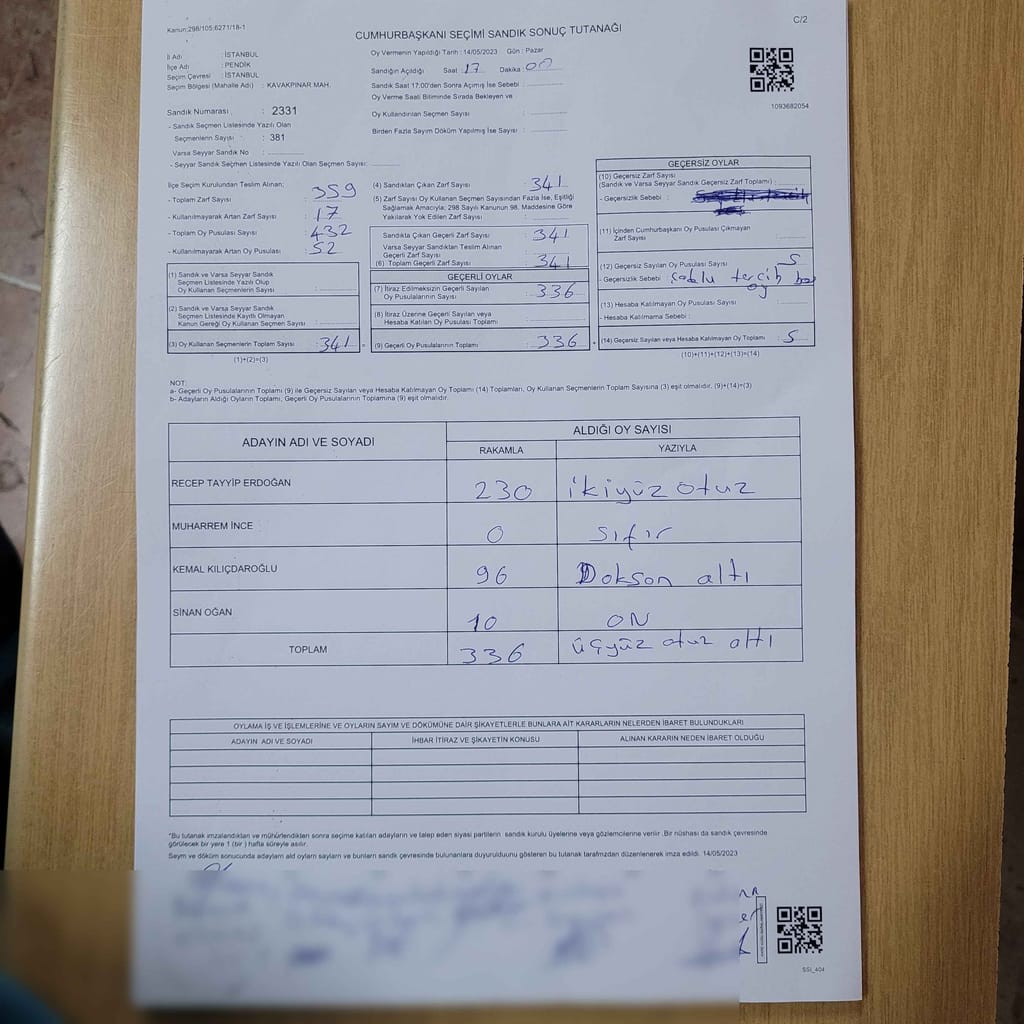 Kanun:298/105:6271/18-1
C/2
CUMHURBAŞKANI SEÇİMİ SANDIK SONUÇ TUTANAĞI
İl Adı : İSTANBUL
İlçe Adı : PENDİK
Seçim Çevresi : İSTANBUL
Seçim Bölgesi (Mahalle Adı) : KAVAKPINAR MAH.
Oy Vermenin Yapıldığı Tarih : 14/05/2023 Gün : Pazar
Sandığın Açıldığı Saat : 17 Dakika : 00
Sandık Saat 17:00'den Sonra Açımış İse Sebebi :
Oy Verme Saati Bitiminde Sırada Bekleyen ve
Oy Kullandırılan Seçmen Sayısı :
Birden Fazla Sayım Döküm Yapılmış İse Sayısı :
1093682054
Sandık Numarası : 2331
- Sandık Seçmen Listesinde Yazılı Olan
Seçmenlerin Sayısı : 381
Varsa Seyyar Sandık No :
- Seyyar Sandık Seçmen Listesinde Yazılı Olan Seçmen Sayısı:
İlçe Seçim Kurulundan Teslim Alınan;
- Toplam Zarf Sayısı : 359
- Kullanılmayarak Artan Zarf Sayısı : 17
- Toplam Oy Pusulası Sayısı : 432
- Kullanılmayarak Artan Oy Pusulası : 52
(1) Sandık ve Varsa Seyyar Sandık
Seçmen Listesinde Yazılı Olup
Oy Kullanan Seçmen Sayısı :
(2) Sandık ve Varsa Seyyar Sandık
Seçmen Listesinde Kayıtlı Olmayan
Kanun Gereği Oy Kullanan Seçmen Sayısı :
(3) Oy Kullanan Seçmenlerin Toplam Sayısı : 341 =
(1)+(2)=(3)
(4) Sandıktan Çıkan Zarf Sayısı : 341
(5) Zarf Sayısı Oy Kullanan Seçmen Sayısından Fazla İse, Eşitliği
Sağlamak Amacıyla; 298 Sayılı Kanunun 98. Maddesine Göre
Yakılarak Yok Edilen Zarf Sayısı :
Sandıkta Çıkan Geçerli Zarf Sayısı : 341
Varsa Seyyar Sandıktan Teslim Alınan
Geçerli Zarf Sayısı :
(6) Toplam Geçerli Zarf Sayısı : 341
GEÇERLİ OYLAR
(7) İtiraz Edilmeksizin Geçerli Sayılan
Oy Pusulalarının Sayısı : 336
(8) İtiraz Üzerine Geçerli Sayılan veya
Hesaba Katılan Oy Pusulası Toplamı :
(9) Geçerli Oy Pusulalarının Toplamı : 336 +
GEÇERSİZ OYLAR
(10) Geçersiz Zarf Sayısı
(Sandık ve Varsa Seyyar Sandık Geçersiz Zarf Toplamı) :
- Geçersizlik Sebebi :
(11) İçinden Cumhurbaşkanı Oy Pusulası Çıkmayan
Zarf Sayısı :
(12) Geçersiz Sayılan Oy Pusulası Sayısı : 5
- Geçersizlik Sebebi : tercih
oy
(13) Hesaba Katılmayan Oy Pusulası Sayısı :
- Hesaba Katılmama Sebebi :
(14) Geçersiz Sayılan veya Hesaba Katılmayan Oy Toplamı : 5
(10)+(11)+(12)+(13)=(14)
NOT:
a- Geçerli Oy Pusulalarının Toplamı (9) ile Geçersiz Sayılan veya Hesaba Katılmayan Oy Toplamı (14) Toplamları, Oy Kullanan Seçmenlerin Toplam Sayısına (3) eşit olmalıdır. (9)+(14)=(3)
b- Adayların Aldığı Oyların Toplamı, Geçerli Oy Pusulalarının Toplamına (9) eşit olmalıdır.
ADAYIN ADI VE SOYADI
ALDIĞI OY SAYISI
RAKAMLA YAZIYLA
RECEP TAYYİP ERDOĞAN 230 ikiyüz otuz
MUHARREM İNCE 0 sıfır
KEMAL KILIÇDAROĞLU 96 Dokson altı
SİNAN OĞAN 10 ON
TOPLAM 336 üçyüz otuz altı
OYLAMA İŞ VE İŞLEMLERİNE VE OYLARIN SAYIM VE DÖKÜMÜNE DAİR ŞİKAYETLERLE BUNLARA AİT KARARLARIN NELERDEN İBARET BULUNDUKLARI
ADAYIN ADI VE SOYADI İHBAR İTİRAZ VE ŞİKAYETİN KONUSU ALINAN KARARIN NEDEN İBARET OLDUĞU
*Bu tutanak imzalandıktan ve mühürlendikten sonra seçime katılan adayların ve talep eden siyasi partilerin sandık kurulu üyelerine veya gözlemcilerine verilir .Bir nüshası da sandık çevresinde
görülecek bir yere 1 (bir ) hafta süreyle asılır.
Sayım ve döküm sonucunda adayların aldı oyların sayıların ve bunların sandık çevresinde bulunanlara duyurulduunu gösteren bu tutanak tarafımızdan düzenlenerek imza edildi. 14/05/2023
SSI_404